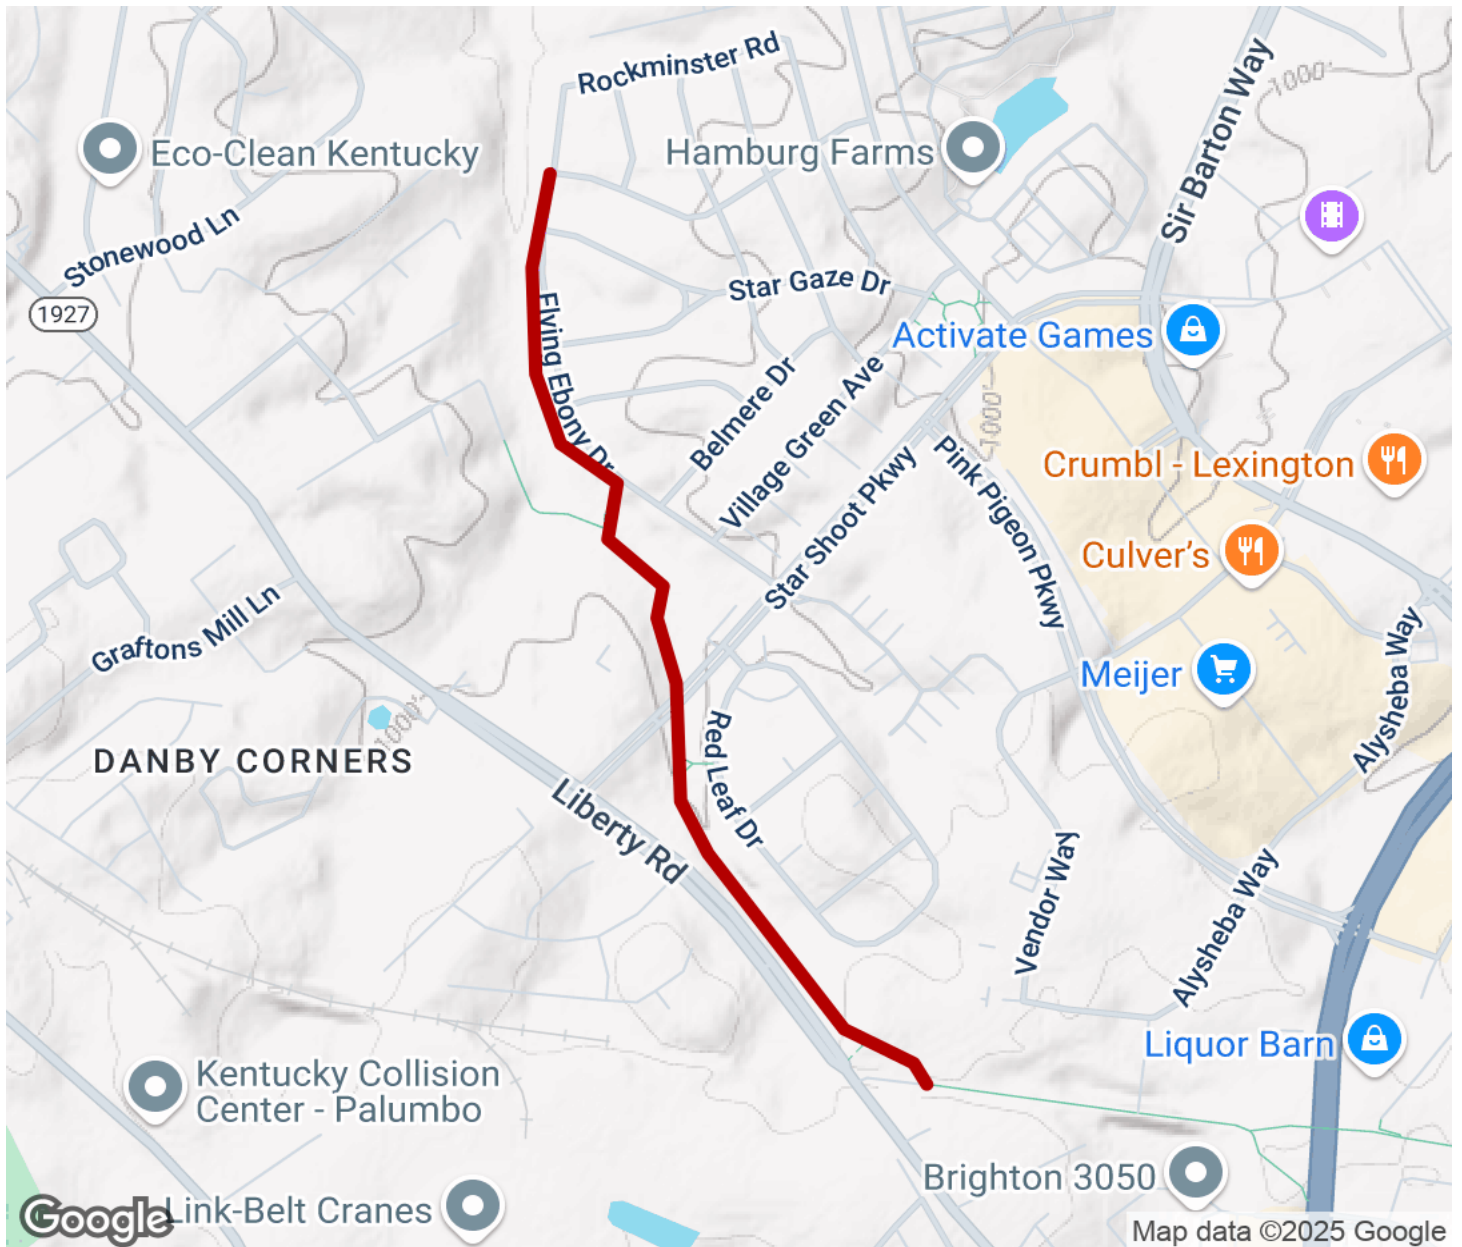 Rockminster Rd
Eco-Clean Kentucky
Hamburg Farms
Sir Barton Way
1000'
Stonewood Ln
1927
Star Gaze Dr
Activate Games
Flying Ebony Dr
Belmere Dr
Village Green Ave
1000'
Crumbl - Lexington
Pink Pigeon Pkwy
Star Shoot Pkwy
Culver's
Graftons Mill Ln
Meijer
Alysheba Way
1000'
DANBY CORNERS
Red Leaf Dr
Liberty Rd
Vendor Way
Alysheba Way
Liquor Barn
Kentucky Collision
Center - Palumbo
Brighton 3050
Link-Belt Cranes
Google
Map data ©2025 Google